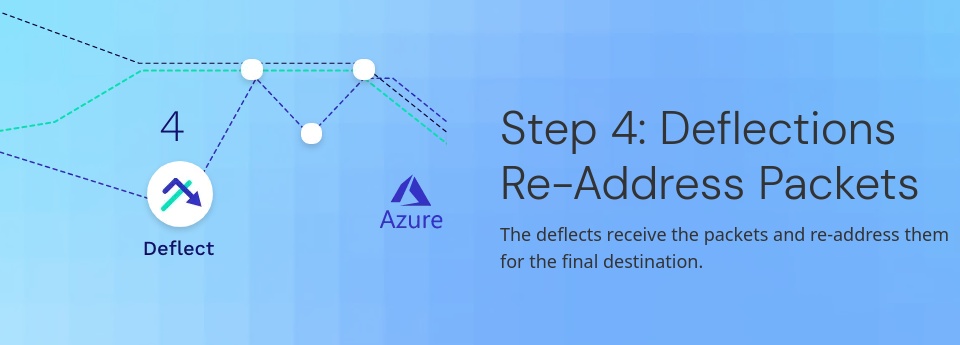 4
Deflect
Azure
Step 4: Deflections
Re-Address Packets
The deflects receive the packets and re-address them
for the final destination.